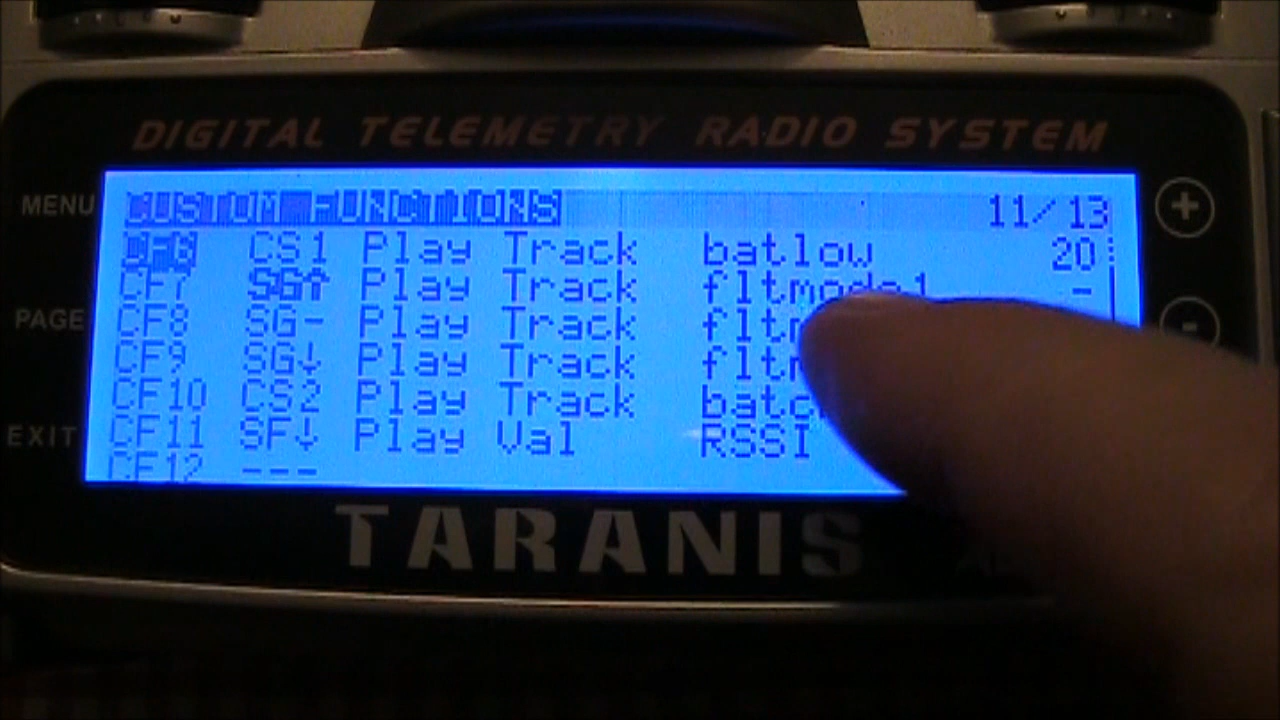 DIGITAL TELEMETRY RADIO SYSTEM
MENU
PAGE
EXIT
CUSTOM FUNCTIONS 11/13
CF6 CS1 Play Track batlow 20
CF7 SG↑ Play Track fltmode1 -
CF8 SG- Play Track
CF9 SG↓ Play Track
CF10 CS2 Play Track
CF11 SF↓ Play Val RSSI
CF12 ---
+
-
TARANIS